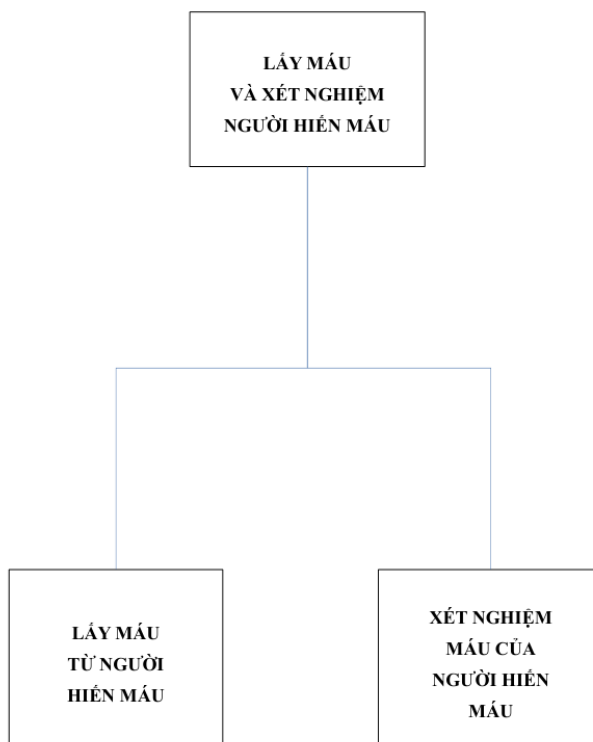 LẤY MÁU
VÀ XÉT NGHIỆM
NGƯỜI HIẾN MÁU
LẤY MÁU
TỪ NGƯỜI
HIẾN MÁU
XÉT NGHIỆM
MÁU CỦA
NGƯỜI HIẾN
MÁU